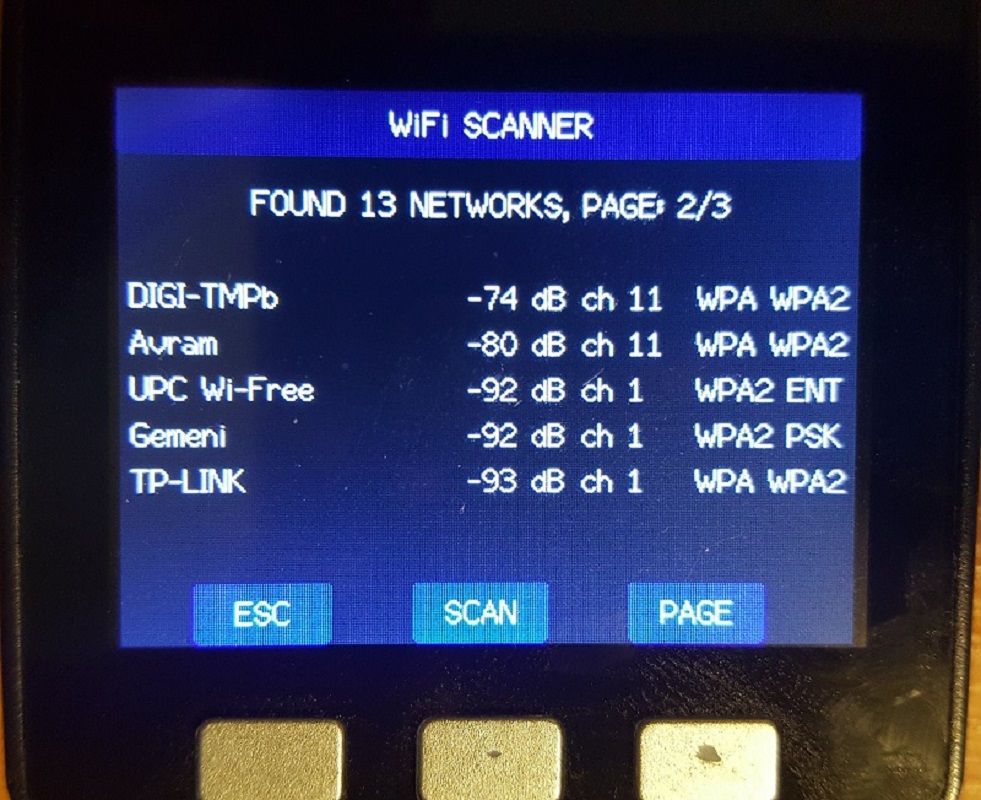 WiFi SCANNER
FOUND 13 NETWORKS, PAGE: 2/3
DIGI-TMPb -74 dB ch 11 WPA WPA2
Avram -80 dB ch 11 WPA WPA2
UPC Wi-Free -92 dB ch 1 WPA2 ENT
Gemeni -92 dB ch 1 WPA2 PSK
TP-LINK -93 dB ch 1 WPA WPA2
ESC SCAN PAGE